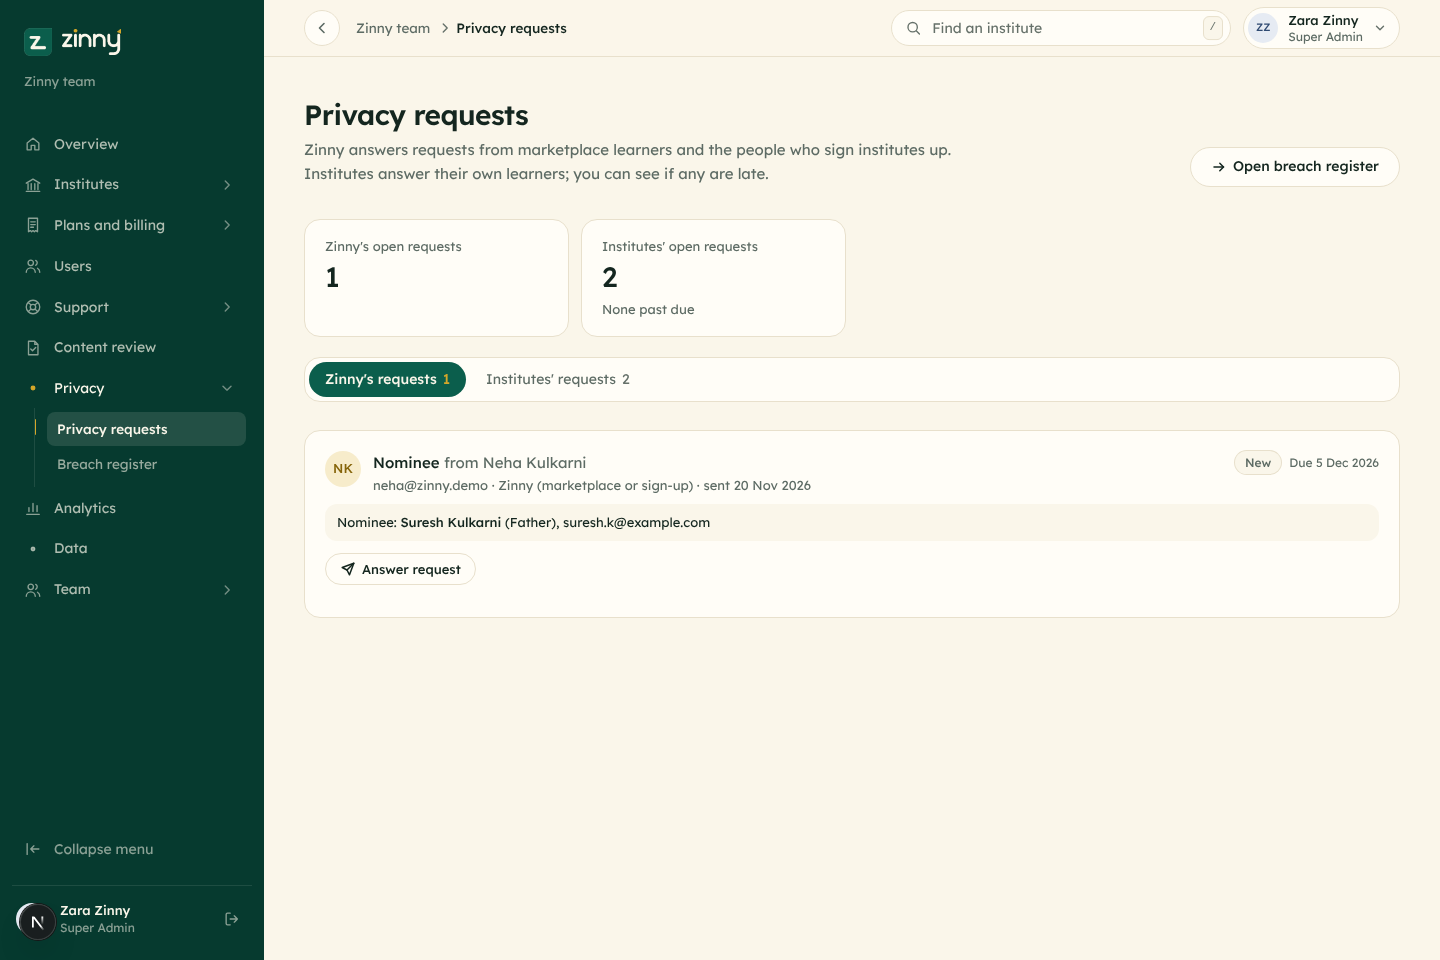 zinny
Zinny team
Overview
Institutes
Plans and billing
Users
Support
Content review
Privacy
Privacy requests
Breach register
Analytics
Data
Team
Collapse menu
Zara Zinny
Super Admin
Zinny team > Privacy requests
Find an institute /
ZZ
Zara Zinny
Super Admin
Privacy requests
Zinny answers requests from marketplace learners and the people who sign institutes up.
Institutes answer their own learners; you can see if any are late.
Open breach register
Zinny's open requests
1
Institutes' open requests
2
None past due
Zinny's requests 1
Institutes' requests 2
NK
Nominee from Neha Kulkarni
New Due 5 Dec 2026
neha@zinny.demo · Zinny (marketplace or sign-up) · sent 20 Nov 2026
Nominee: Suresh Kulkarni (Father), suresh.k@example.com
Answer request